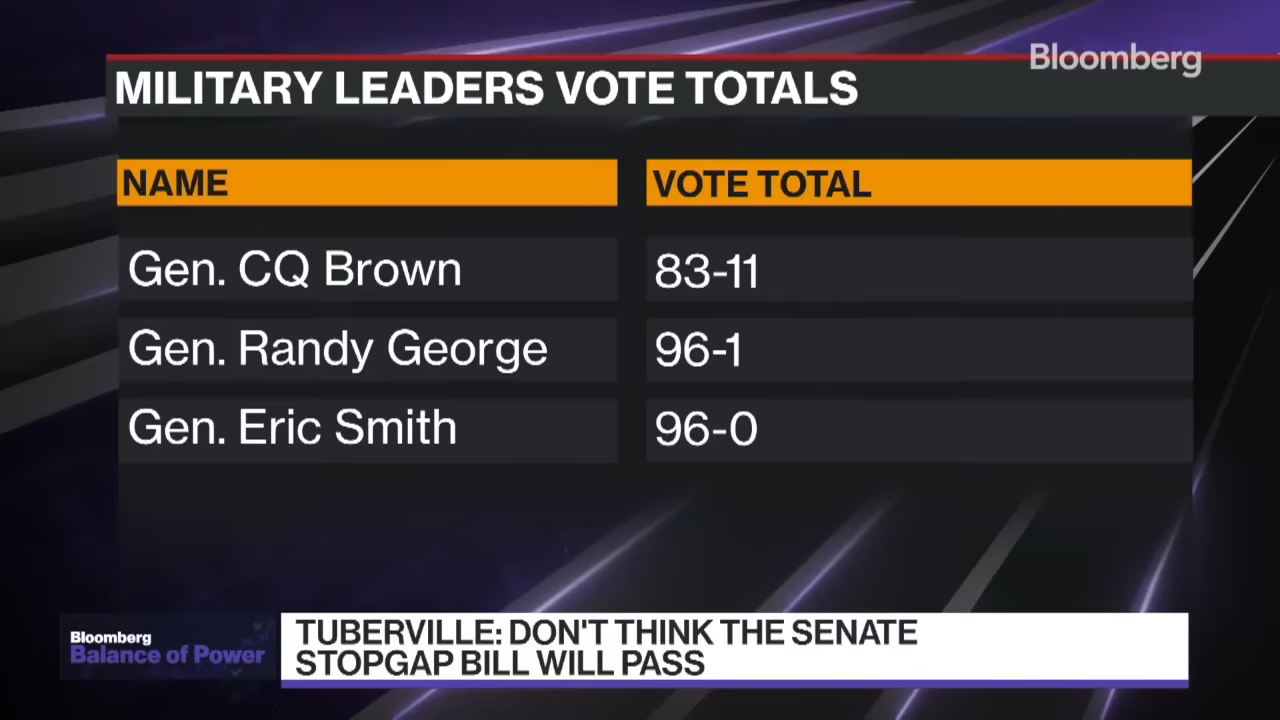 Bloomberg
MILITARY LEADERS VOTE TOTALS
NAME VOTE TOTAL
Gen. CQ Brown 83-11
Gen. Randy George 96-1
Gen. Eric Smith 96-0
Bloomberg
Balance of Power
TUBERVILLE: DON'T THINK THE SENATE
STOPGAP BILL WILL PASS